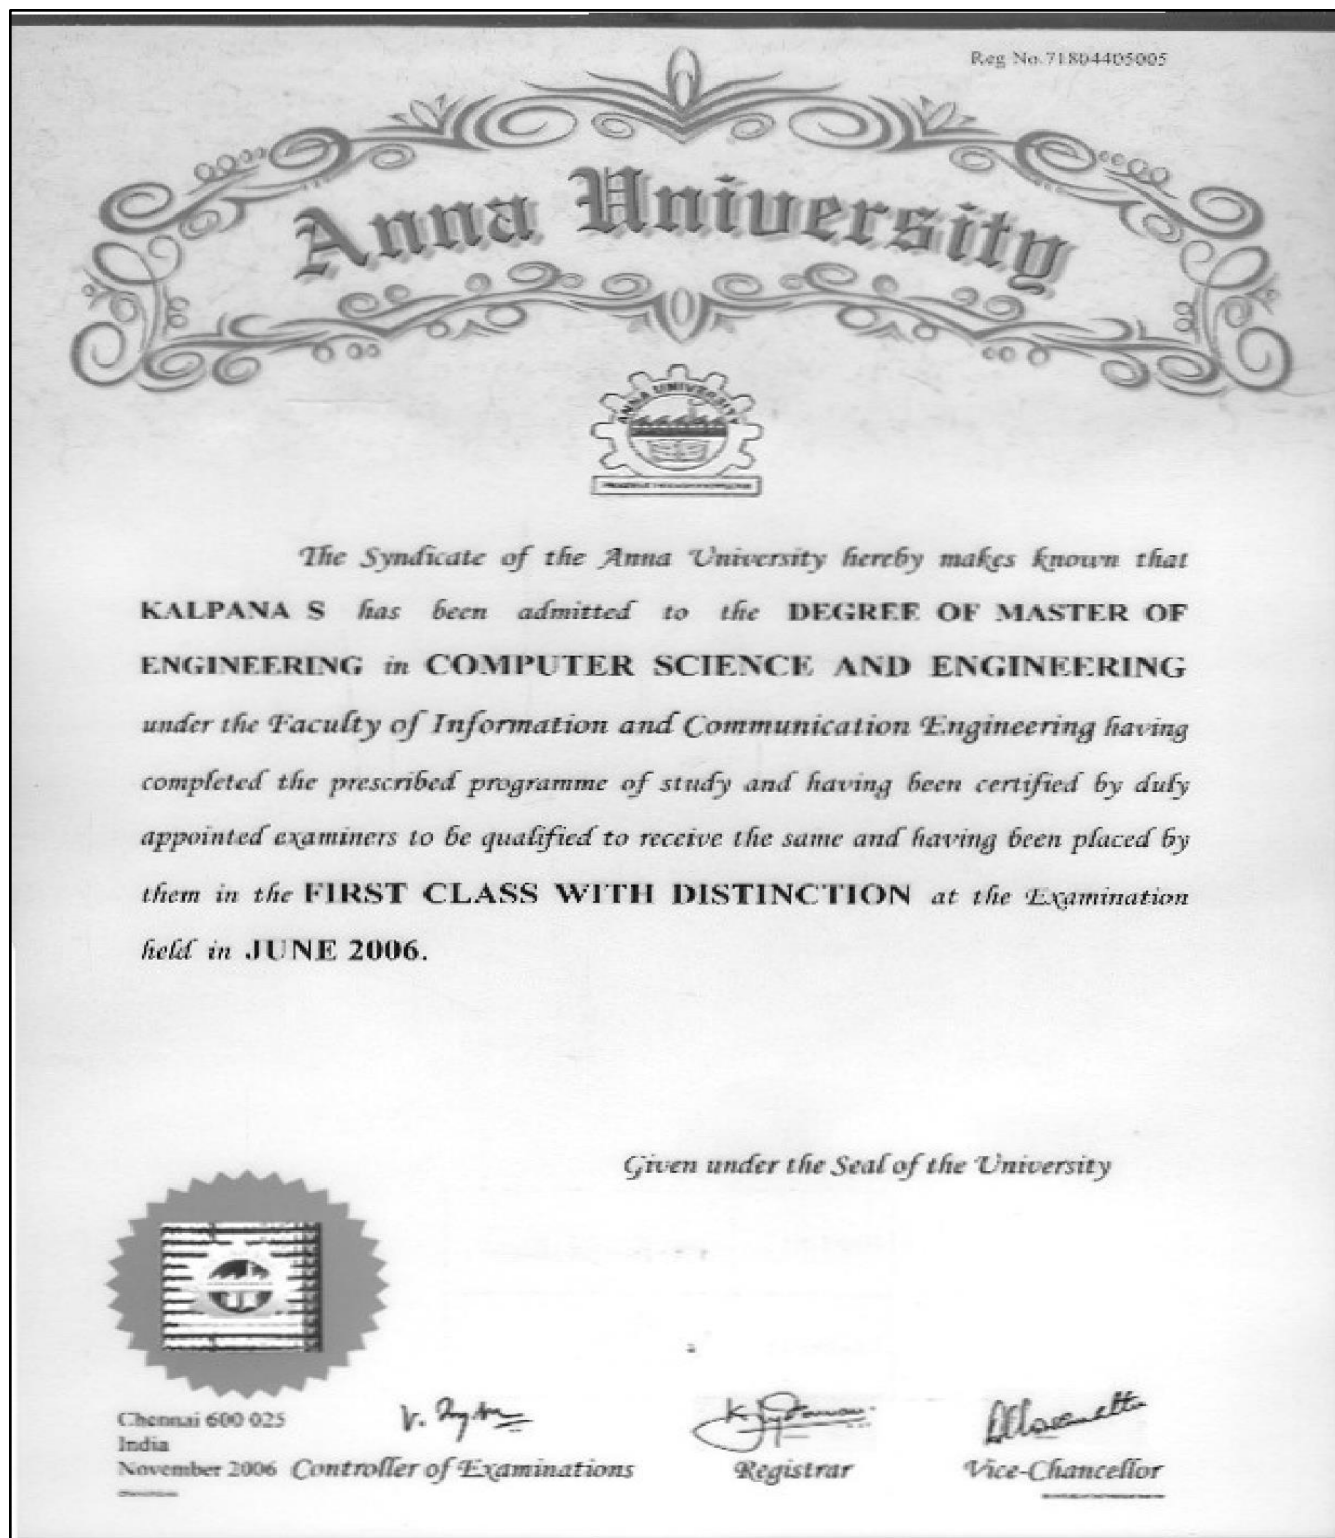 Reg No.71804405005
Anna University
ANNA UNIVERSITY
The Syndicate of the Anna University hereby makes known that
KALPANA S has been admitted to the DEGREE OF MASTER OF
ENGINEERING in COMPUTER SCIENCE AND ENGINEERING
under the Faculty of Information and Communication Engineering having
completed the prescribed programme of study and having been certified by duly
appointed examiners to be qualified to receive the same and having been placed by
them in the FIRST CLASS WITH DISTINCTION at the Examination
held in JUNE 2006.
Given under the Seal of the University
Chennai 600 025
India
November 2006 Controller of Examinations Registrar Vice-Chancellor